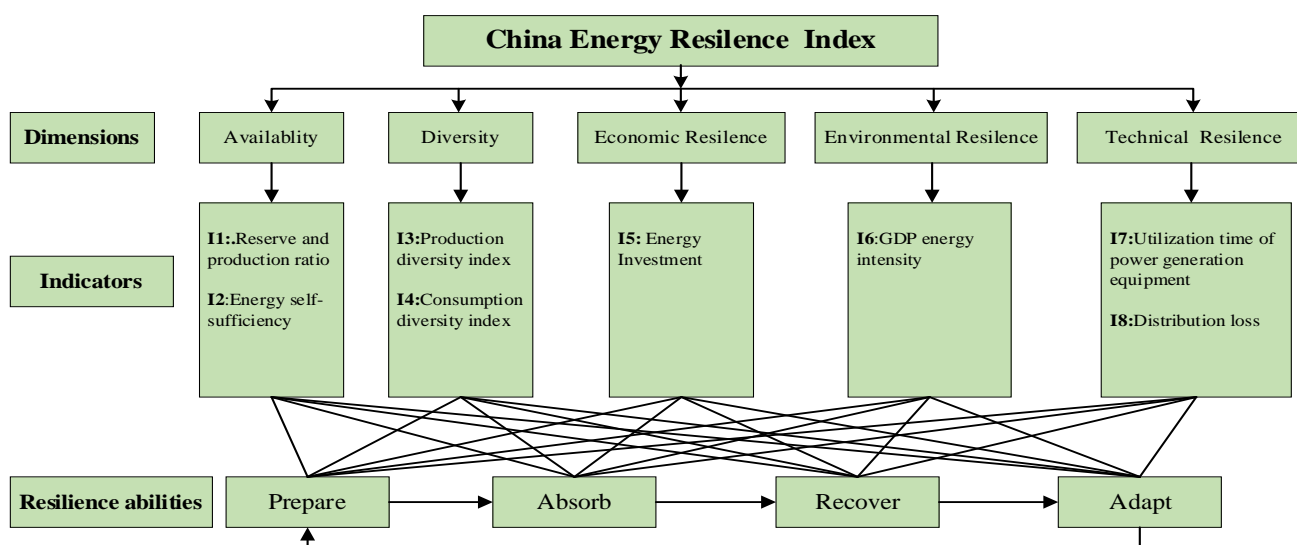 China Energy Resilence Index
Dimensions
Availablity
Diversity
Economic Resilence
Environmental Resilence
Technical Resilence
Indicators
I1:.Reserve and
production ratio
I2:Energy self-
sufficiency
I3:Production
diversity index
I4:Consumption
diversity index
I5: Energy
Investment
I6:GDP energy
intensity
I7:Utilization time of
power generation
equipment
I8:Distribution loss
Resilience abilities
Prepare
Absorb
Recover
Adapt